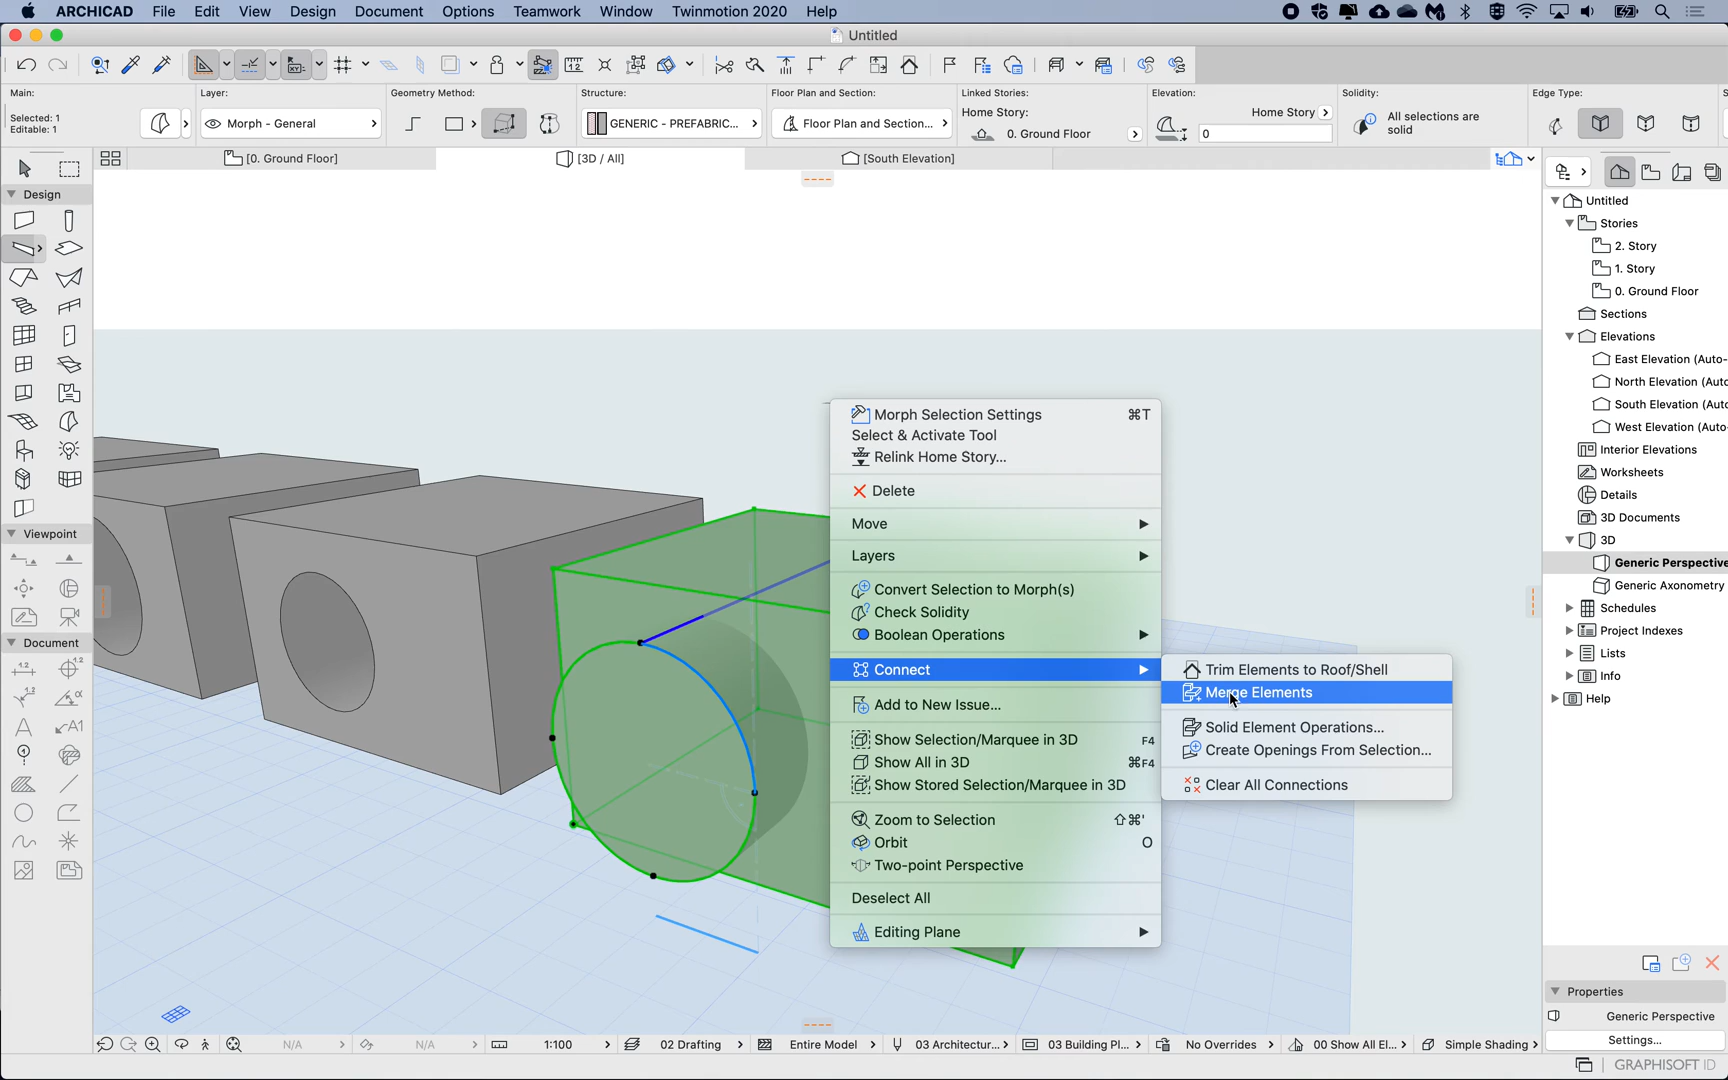 ARCHICAD File Edit View Design Document Options Teamwork Window Twinmotion 2020 Help
Untitled
Main: Layer: Geometry Method: Structure: Floor Plan and Section: Linked Stories: Elevation: Solidity: Edge Type: S
Selected: 1
Editable: 1
Morph - General
GENERIC - PREFABRIC...
Floor Plan and Section...
Home Story:
0. Ground Floor
Home Story
0
All selections are
solid
[0. Ground Floor]
[3D / All]
[South Elevation]
Design
Viewpoint
Document
A
A1
Morph Selection Settings ⌘T
Select & Activate Tool
Relink Home Story...
Delete
Move
Layers
Convert Selection to Morph(s)
Check Solidity
Boolean Operations
Connect
Add to New Issue...
Show Selection/Marquee in 3D F4
Show All in 3D ⌘F4
Show Stored Selection/Marquee in 3D
Zoom to Selection ⇧⌘'
Orbit O
Two-point Perspective
Deselect All
Editing Plane
Trim Elements to Roof/Shell
Merge Elements
Solid Element Operations...
Create Openings From Selection...
Clear All Connections
Untitled
Stories
2. Story
1. Story
0. Ground Floor
Sections
Elevations
East Elevation (Auto-
North Elevation (Auto
South Elevation (Auto
West Elevation (Auto-
Interior Elevations
Worksheets
Details
3D Documents
3D
Generic Perspective
Generic Axonometry
Schedules
Project Indexes
Lists
Info
Help
Properties
Generic Perspective
Settings...
N/A
N/A
1:100
02 Drafting
Entire Model
03 Architectur...
03 Building Pl...
No Overrides
00 Show All El...
Simple Shading
GRAPHISOFT ID